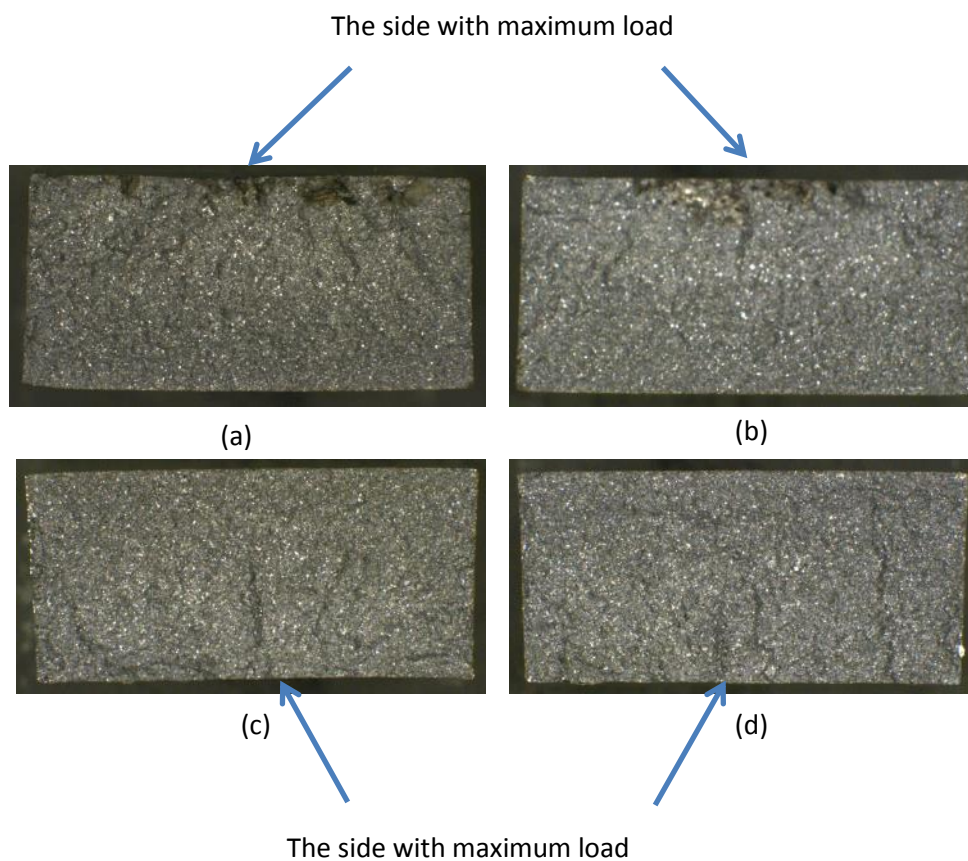 The side with maximum load
(a)
(b)
(c)
(d)
The side with maximum load